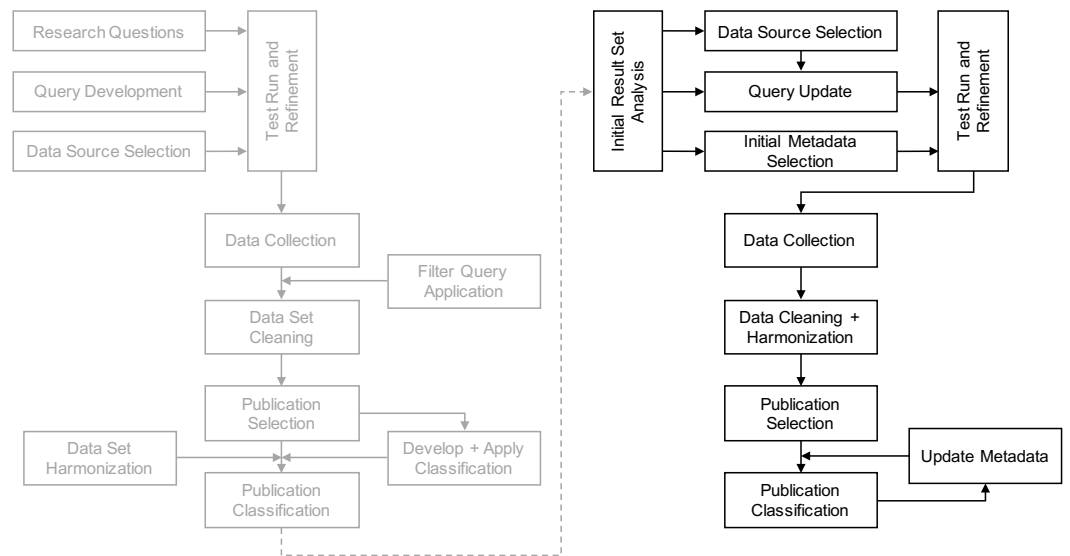 Research Questions
Query Development
Data Source Selection
Test Run and
Refinement
Data Collection
Filter Query
Application
Data Set
Cleaning
Publication
Selection
Data Set
Harmonization
Develop + Apply
Classification
Publication
Classification
Initial Result Set
Analysis
Data Source Selection
Query Update
Initial Metadata
Selection
Test Run and
Refinement
Data Collection
Data Cleaning +
Harmonization
Publication
Selection
Update Metadata
Publication
Classification